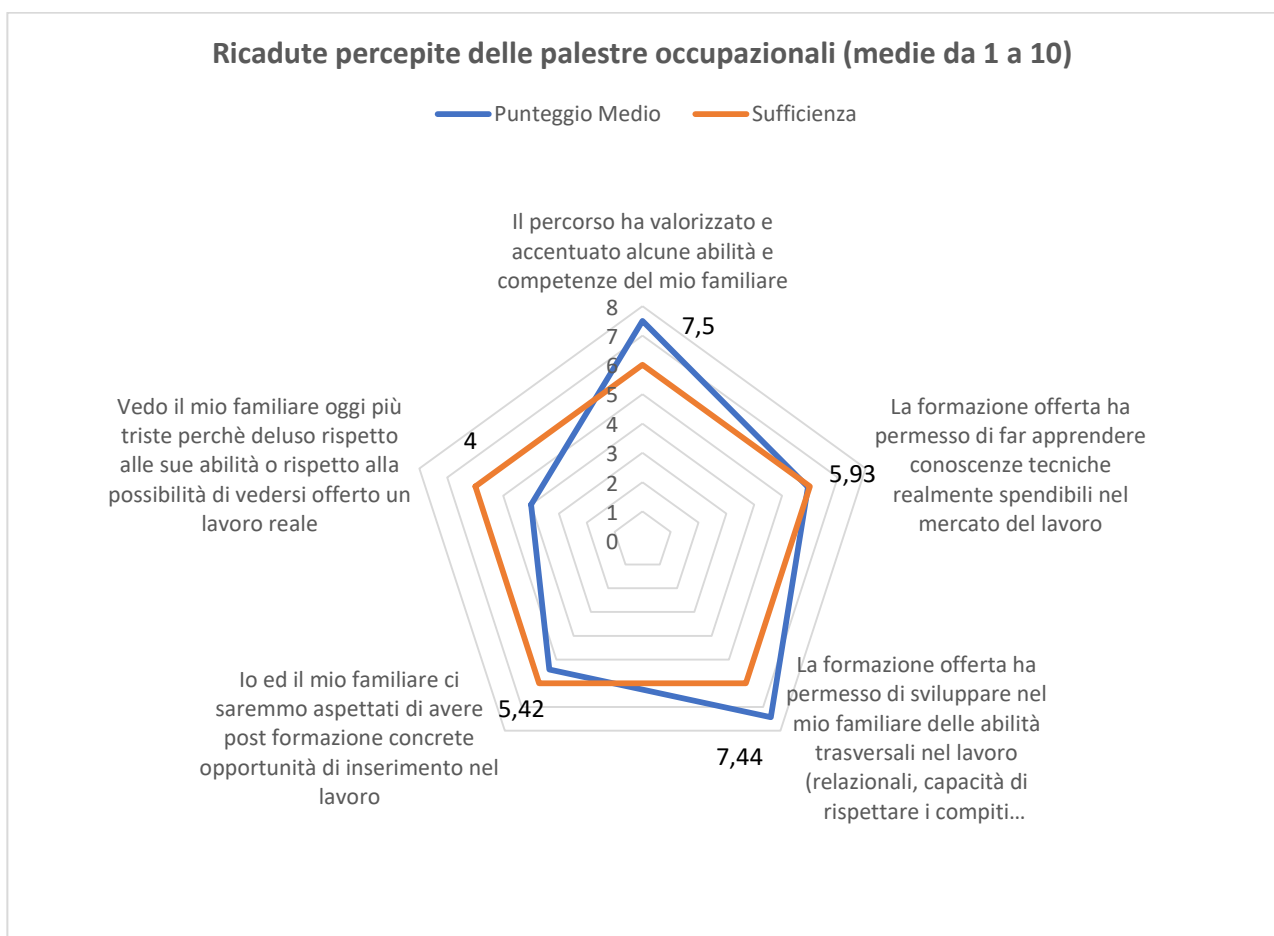 Ricadute percepite delle palestre occupazionali (medie da 1 a 10)
Punteggio Medio
Sufficienza
Il percorso ha valorizzato e
accentuato alcune abilità e
competenze del mio familiare
8
7
6
5
4
3
2
1
0
7,5
La formazione offerta ha
permesso di far apprendere
conoscenze tecniche
realmente spendibili nel
mercato del lavoro
5,93
La formazione offerta ha
permesso di sviluppare nel
mio familiare delle abilità
trasversali nel lavoro
(relazionali, capacità di
rispettare i compiti...
7,44
Io ed il mio familiare ci
saremmo aspettati di avere
post formazione concrete
opportunità di inserimento nel
lavoro
5,42
Vedo il mio familiare oggi più
triste perchè deluso rispetto
alle sue abilità o rispetto alla
possibilità di vedersi offerto un
lavoro reale
4